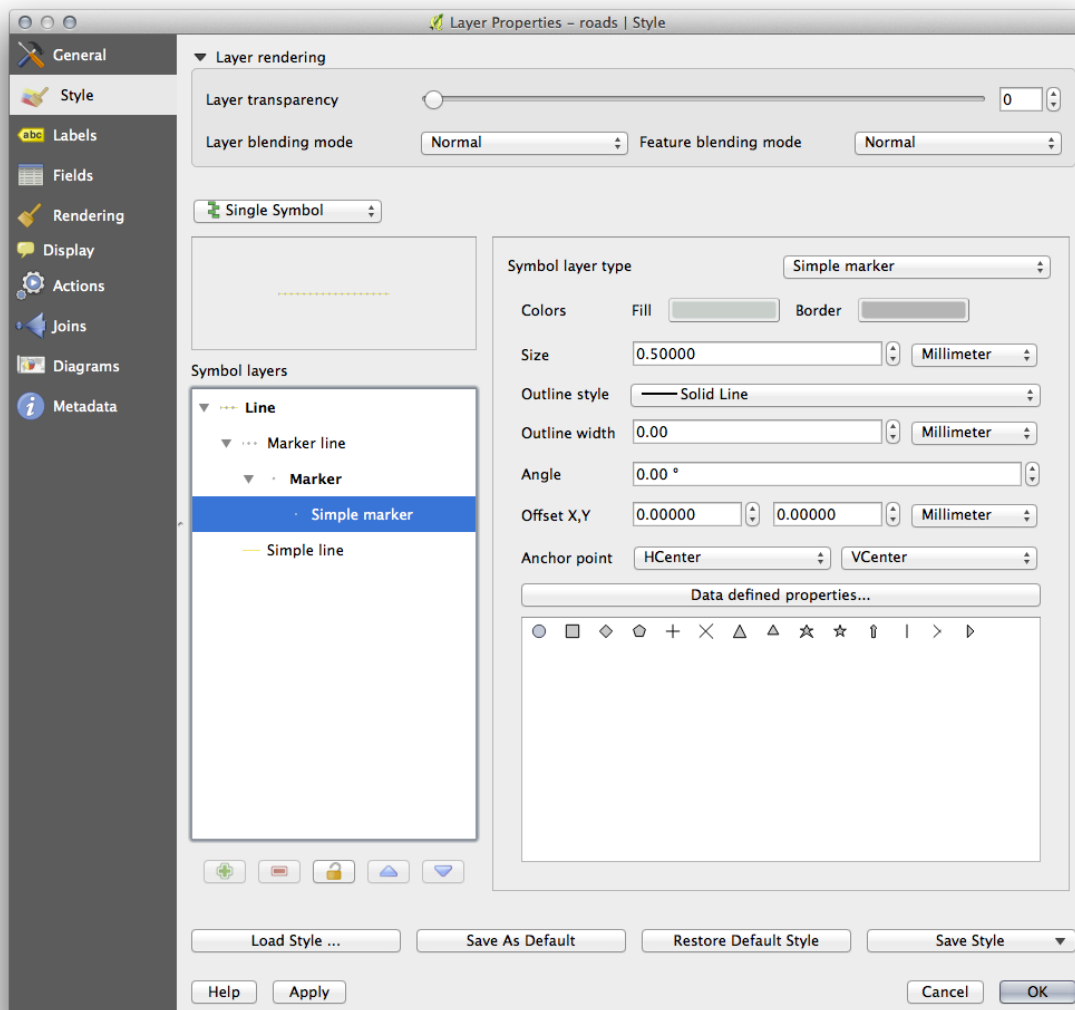 Layer Properties – roads | Style
General
Style
abc Labels
Fields
Rendering
Display
Actions
Joins
Diagrams
i Metadata
Layer rendering
Layer transparency 0
Layer blending mode Normal Feature blending mode Normal
Single Symbol
Symbol layers
Line
Marker line
Marker
Simple marker
Simple line
Symbol layer type Simple marker
Colors Fill Border
Size 0.50000 Millimeter
Outline style Solid Line
Outline width 0.00 Millimeter
Angle 0.00 °
Offset X,Y 0.00000 0.00000 Millimeter
Anchor point HCenter VCenter
Data defined properties...
Load Style ... Save As Default Restore Default Style Save Style
Help Apply Cancel OK